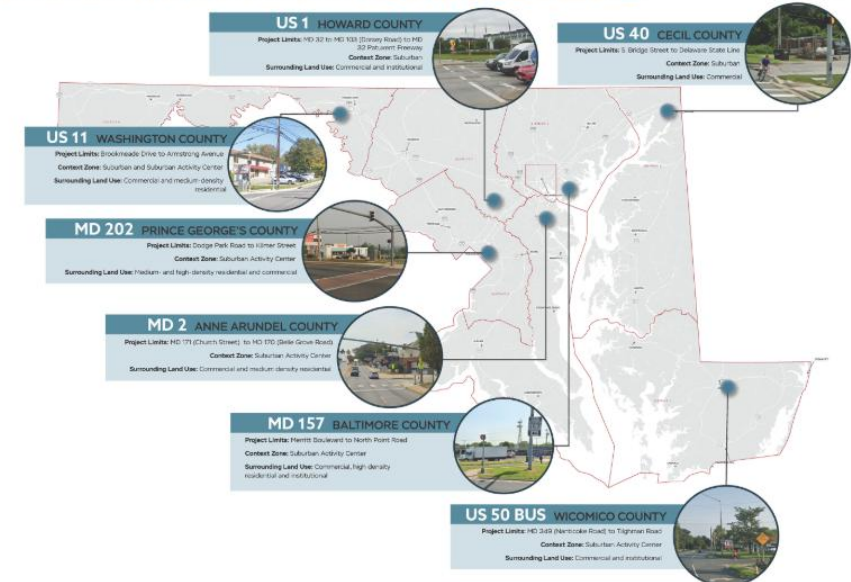 US 1 HOWARD COUNTY
Project Limits: MD 32 to MD 103 (Dorsey Road) to MD
32 Patuxent Freeway
Context Zone: Suburban
Surrounding Land Use: Commercial and institutional
US 40 CECIL COUNTY
Project Limits: S. Bridge Street to Delaware State Line
Context Zone: Suburban
Surrounding Land Use: Commercial
US 11 WASHINGTON COUNTY
Project Limits: Brookmeade Drive to Armstrong Avenue
Context Zone: Suburban and Suburban Activity Center
Surrounding Land Use: Commercial and medium-density
residential
MD 202 PRINCE GEORGE'S COUNTY
Project Limits: Dodge Park Road to Kilmer Street
Context Zone: Suburban Activity Center
Surrounding Land Use: Medium- and high-density residential and commercial
MD 2 ANNE ARUNDEL COUNTY
Project Limits: MD 171 (Church Street) to MD 170 (Belle Grove Road)
Context Zone: Suburban Activity Center
Surrounding Land Use: Commercial and medium density residential
MD 157 BALTIMORE COUNTY
Project Limits: Merritt Boulevard to North Point Road
Context Zone: Suburban Activity Center
Surrounding Land Use: Commercial, high-density
residential and institutional
US 50 BUS WICOMICO COUNTY
Project Limits: MD 349 (Nanticoke Road) to Tilghman Road
Context Zone: Suburban Activity Center
Surrounding Land Use: Commercial and institutional